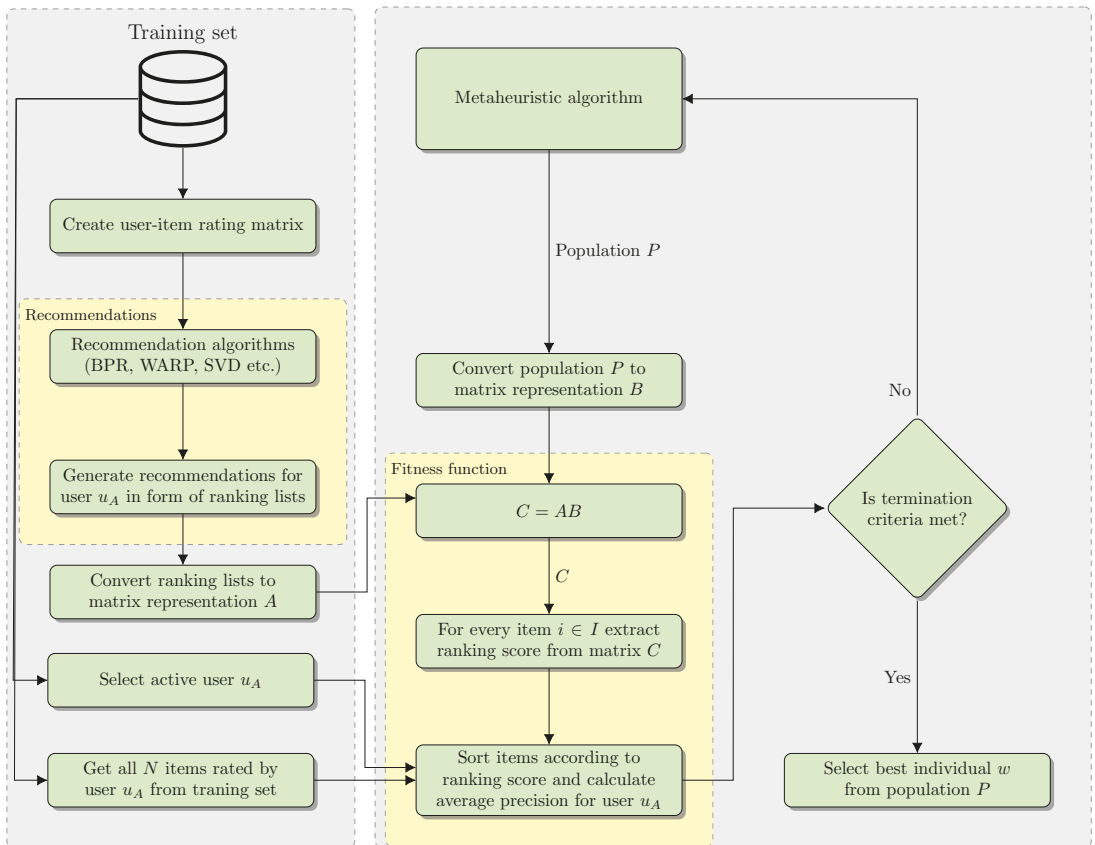 Training set
Create user-item rating matrix
Recommendations
Recommendation algorithms
(BPR, WARP, SVD etc.)
Generate recommendations for
user u_A in form of ranking lists
Convert ranking lists to
matrix representation A
Select active user u_A
Get all N items rated by
user u_A from traning set
Metaheuristic algorithm
Population P
Convert population P to
matrix representation B
Fitness function
C = AB
C
For every item i ∈ I extract
ranking score from matrix C
Sort items according to
ranking score and calculate
average precision for user u_A
No
Is termination
criteria met?
Yes
Select best individual w
from population P